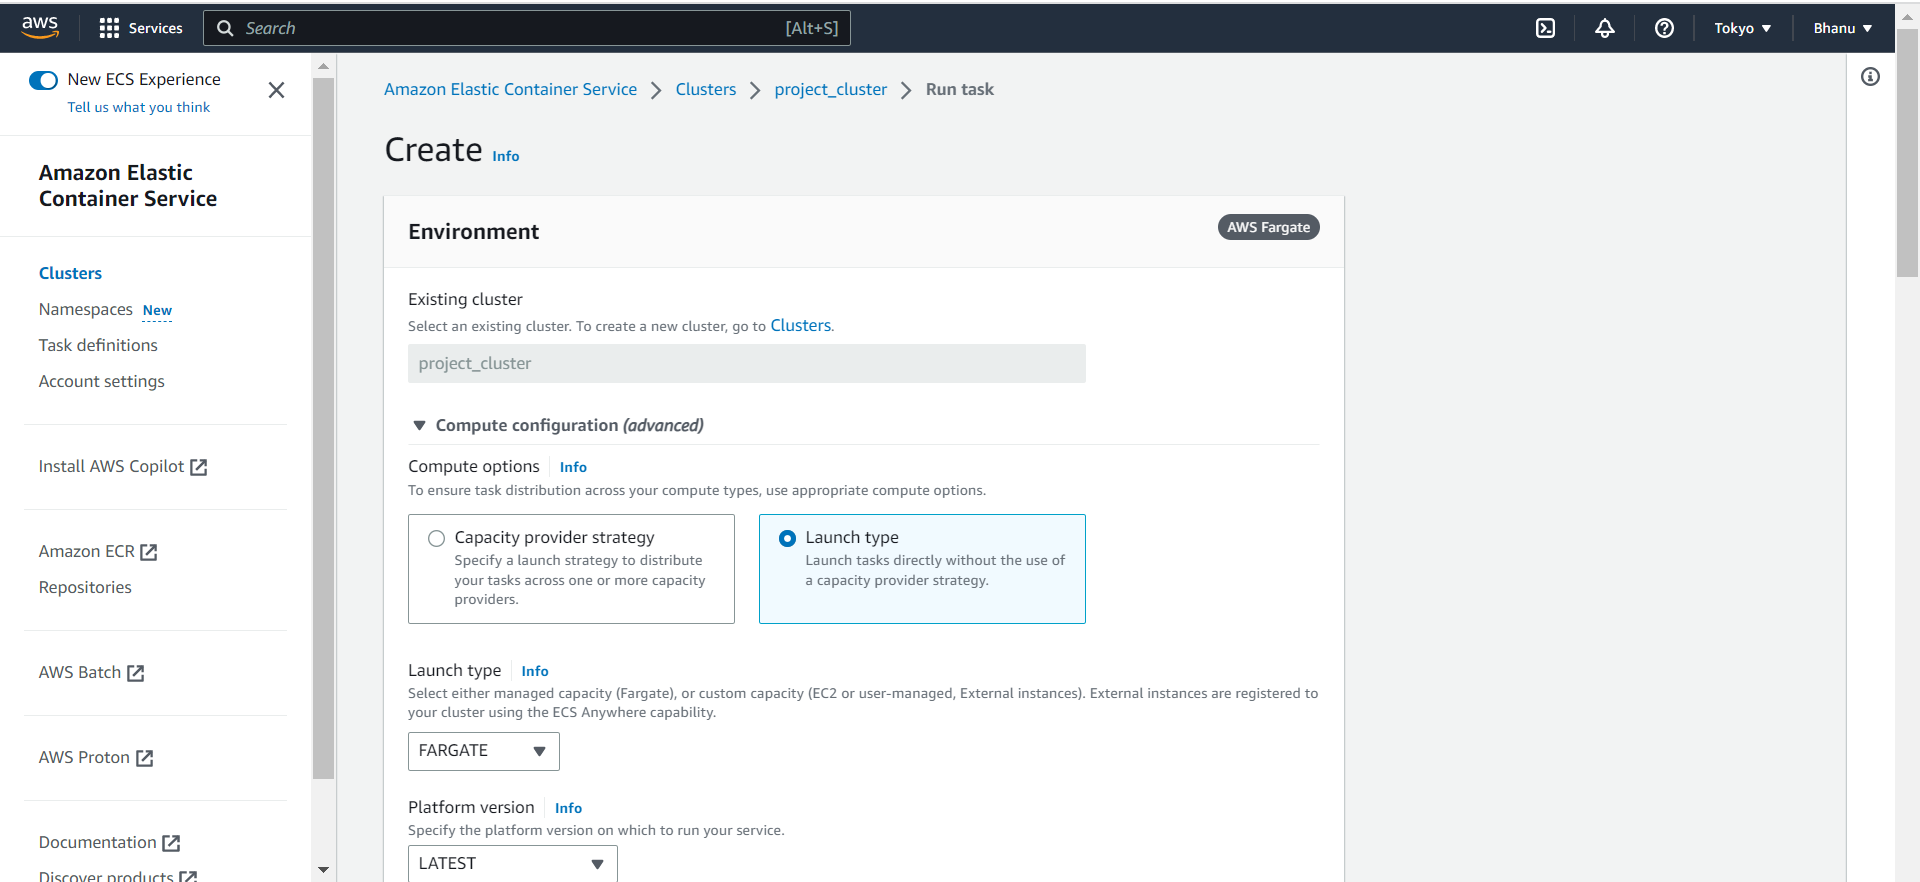 aws
Services
Search
[Alt+S]
Tokyo
Bhanu
New ECS Experience
Tell us what you think
Amazon Elastic
Container Service
Clusters
Namespaces New
Task definitions
Account settings
Install AWS Copilot
Amazon ECR
Repositories
AWS Batch
AWS Proton
Documentation
Discover products
Amazon Elastic Container Service
Clusters
project_cluster
Run task
Create Info
Environment
AWS Fargate
Existing cluster
Select an existing cluster. To create a new cluster, go to Clusters.
project_cluster
Compute configuration (advanced)
Compute options Info
To ensure task distribution across your compute types, use appropriate compute options.
Capacity provider strategy
Specify a launch strategy to distribute
your tasks across one or more capacity
providers.
Launch type
Launch tasks directly without the use of
a capacity provider strategy.
Launch type Info
Select either managed capacity (Fargate), or custom capacity (EC2 or user-managed, External instances). External instances are registered to
your cluster using the ECS Anywhere capability.
FARGATE
Platform version Info
Specify the platform version on which to run your service.
LATEST